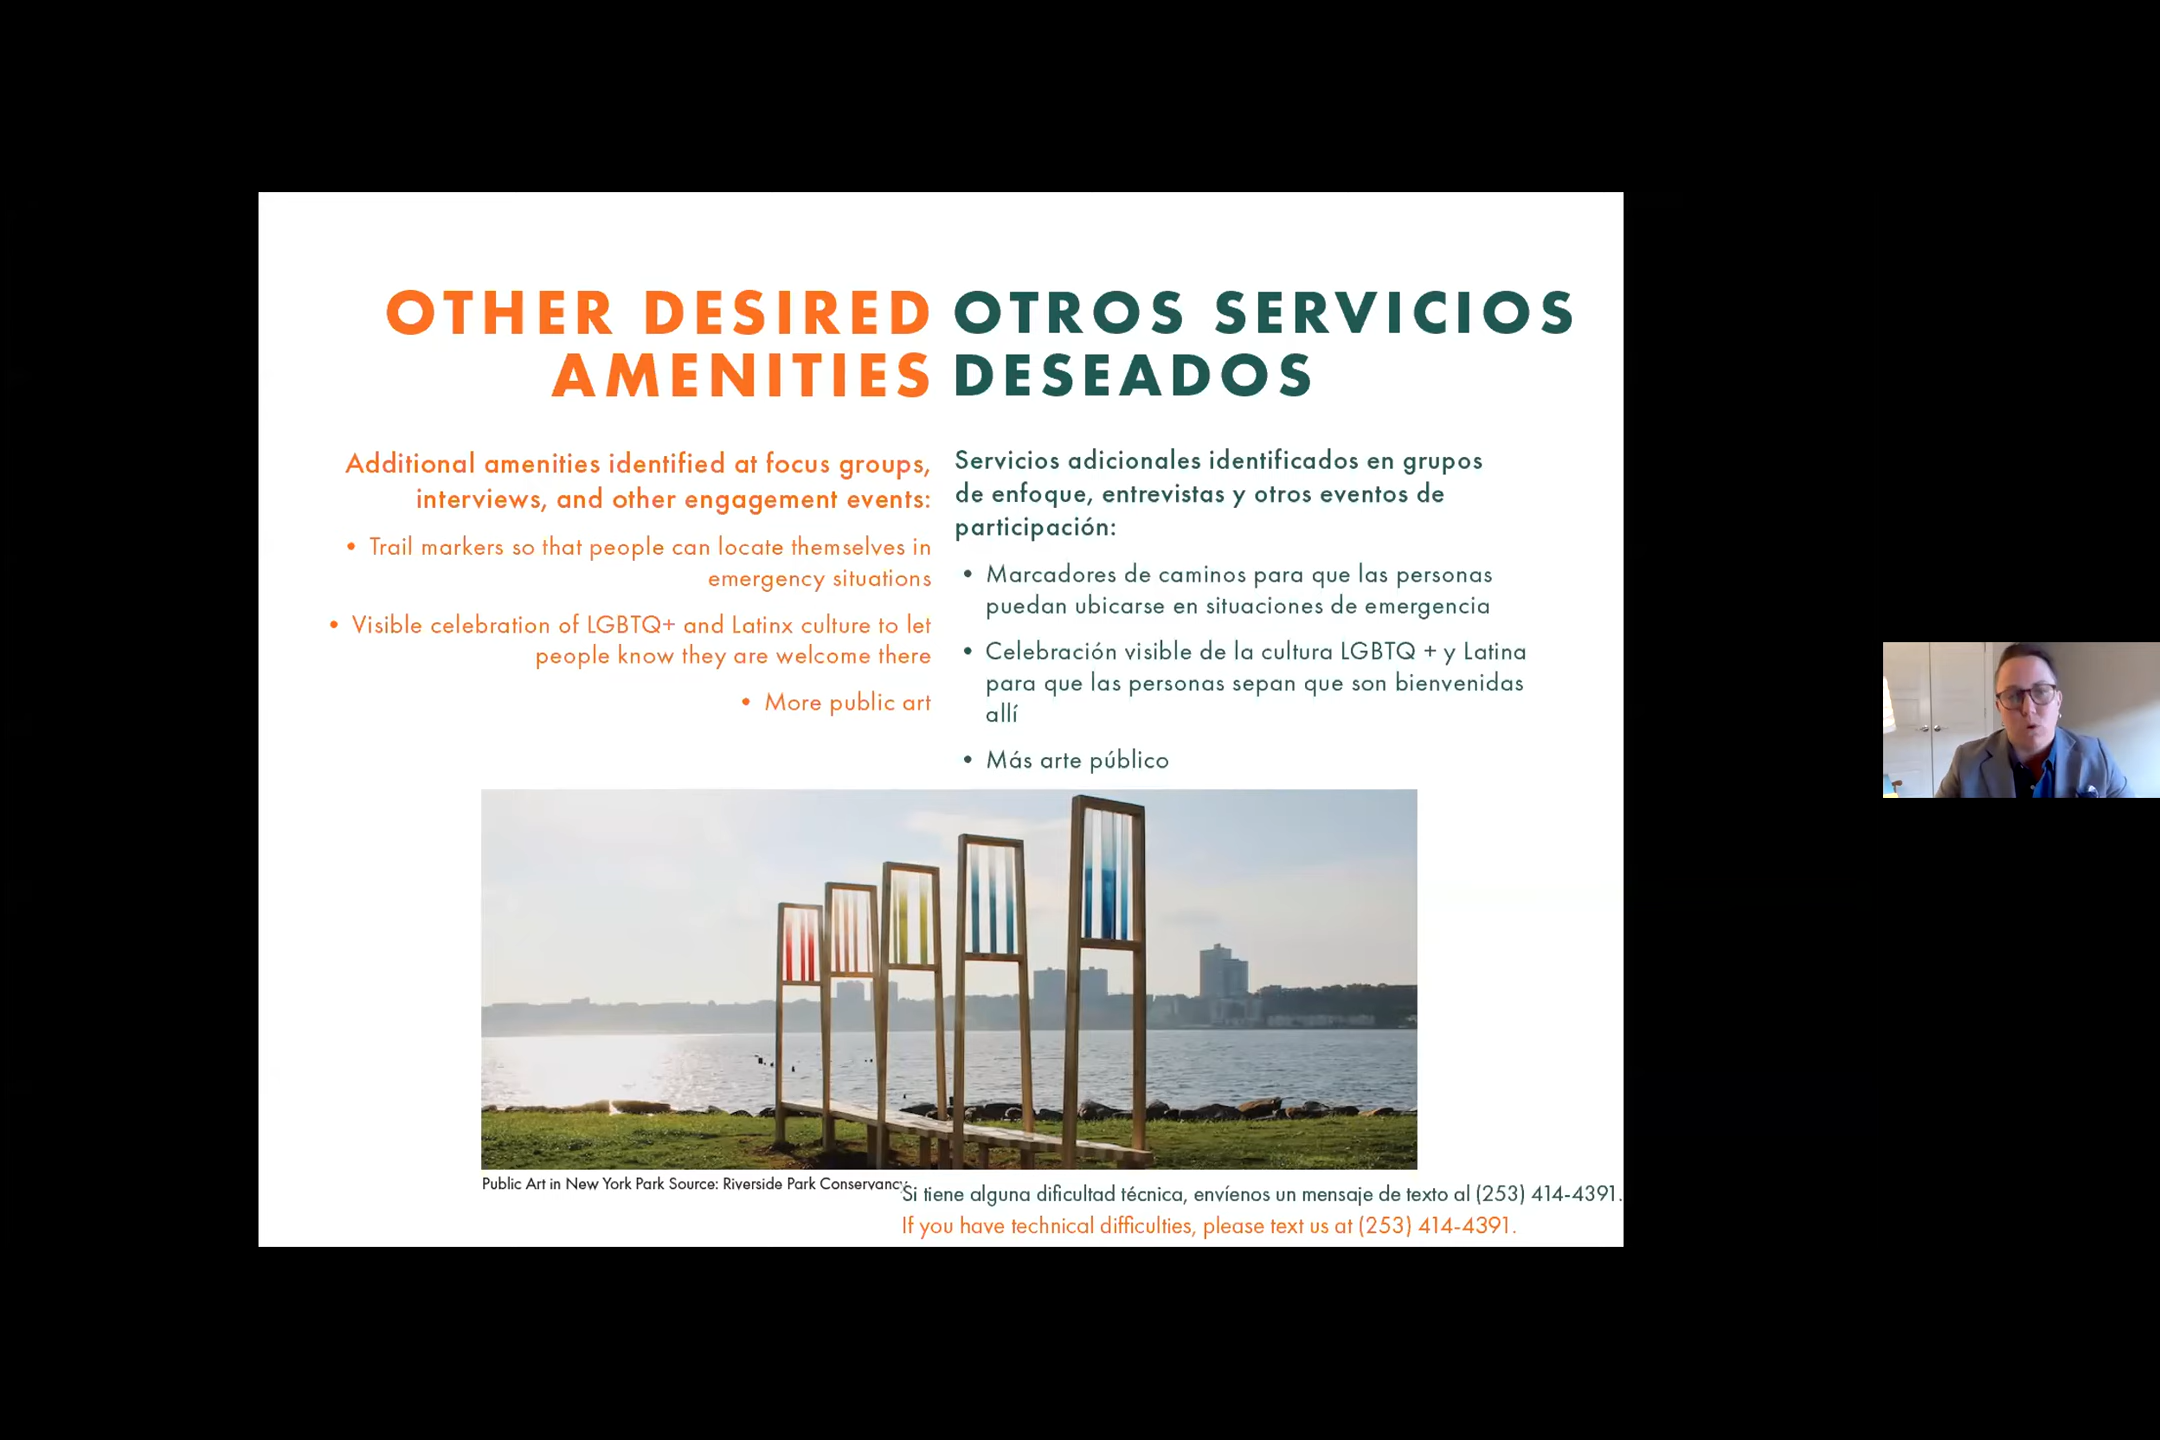 OTHER DESIRED
AMENITIES
Additional amenities identified at focus groups,
interviews, and other engagement events:
• Trail markers so that people can locate themselves in
emergency situations
• Visible celebration of LGBTQ+ and Latinx culture to let
people know they are welcome there
• More public art
OTROS SERVICIOS
DESEADOS
Servicios adicionales identificados en grupos
de enfoque, entrevistas y otros eventos de
participación:
• Marcadores de caminos para que las personas
puedan ubicarse en situaciones de emergencia
• Celebración visible de la cultura LGBTQ + y Latina
para que las personas sepan que son bienvenidas
allí
• Más arte público
Public Art in New York Park Source: Riverside Park Conservancy
Si tiene alguna dificultad técnica, envíenos un mensaje de texto al (253) 414-4391.
If you have technical difficulties, please text us at (253) 414-4391.